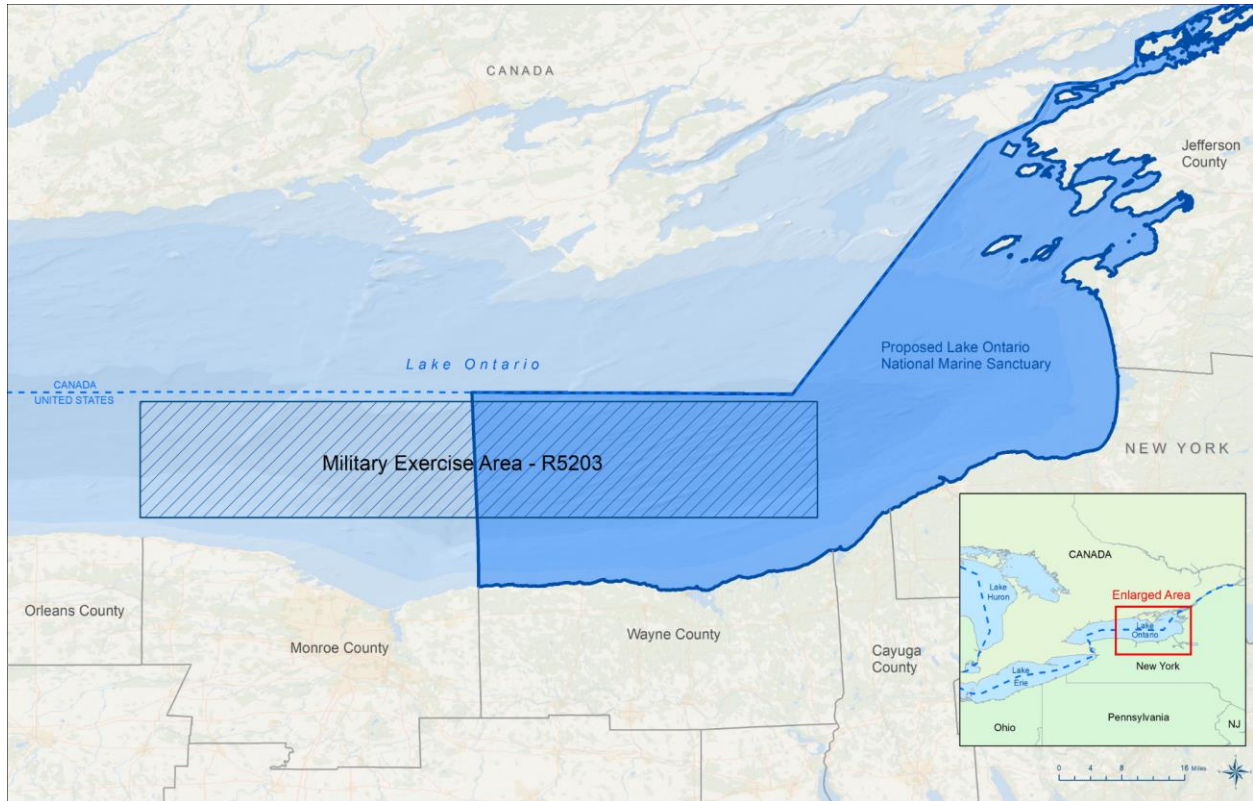 CANADA
Jefferson
County
Lake Ontario
Proposed Lake Ontario
National Marine Sanctuary
CANADA
UNITED STATES
Military Exercise Area - R5203
NEW YORK
Orleans County
Monroe County
Wayne County
Cayuga
County
CANADA
Lake
Huron
Enlarged Area
Lake
Ontario
New York
Lake
Erie
Pennsylvania
Ohio
NJ
0 4 8 16 Miles